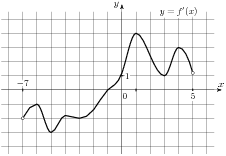 y y = f'(x)
−7 x
1
0 5